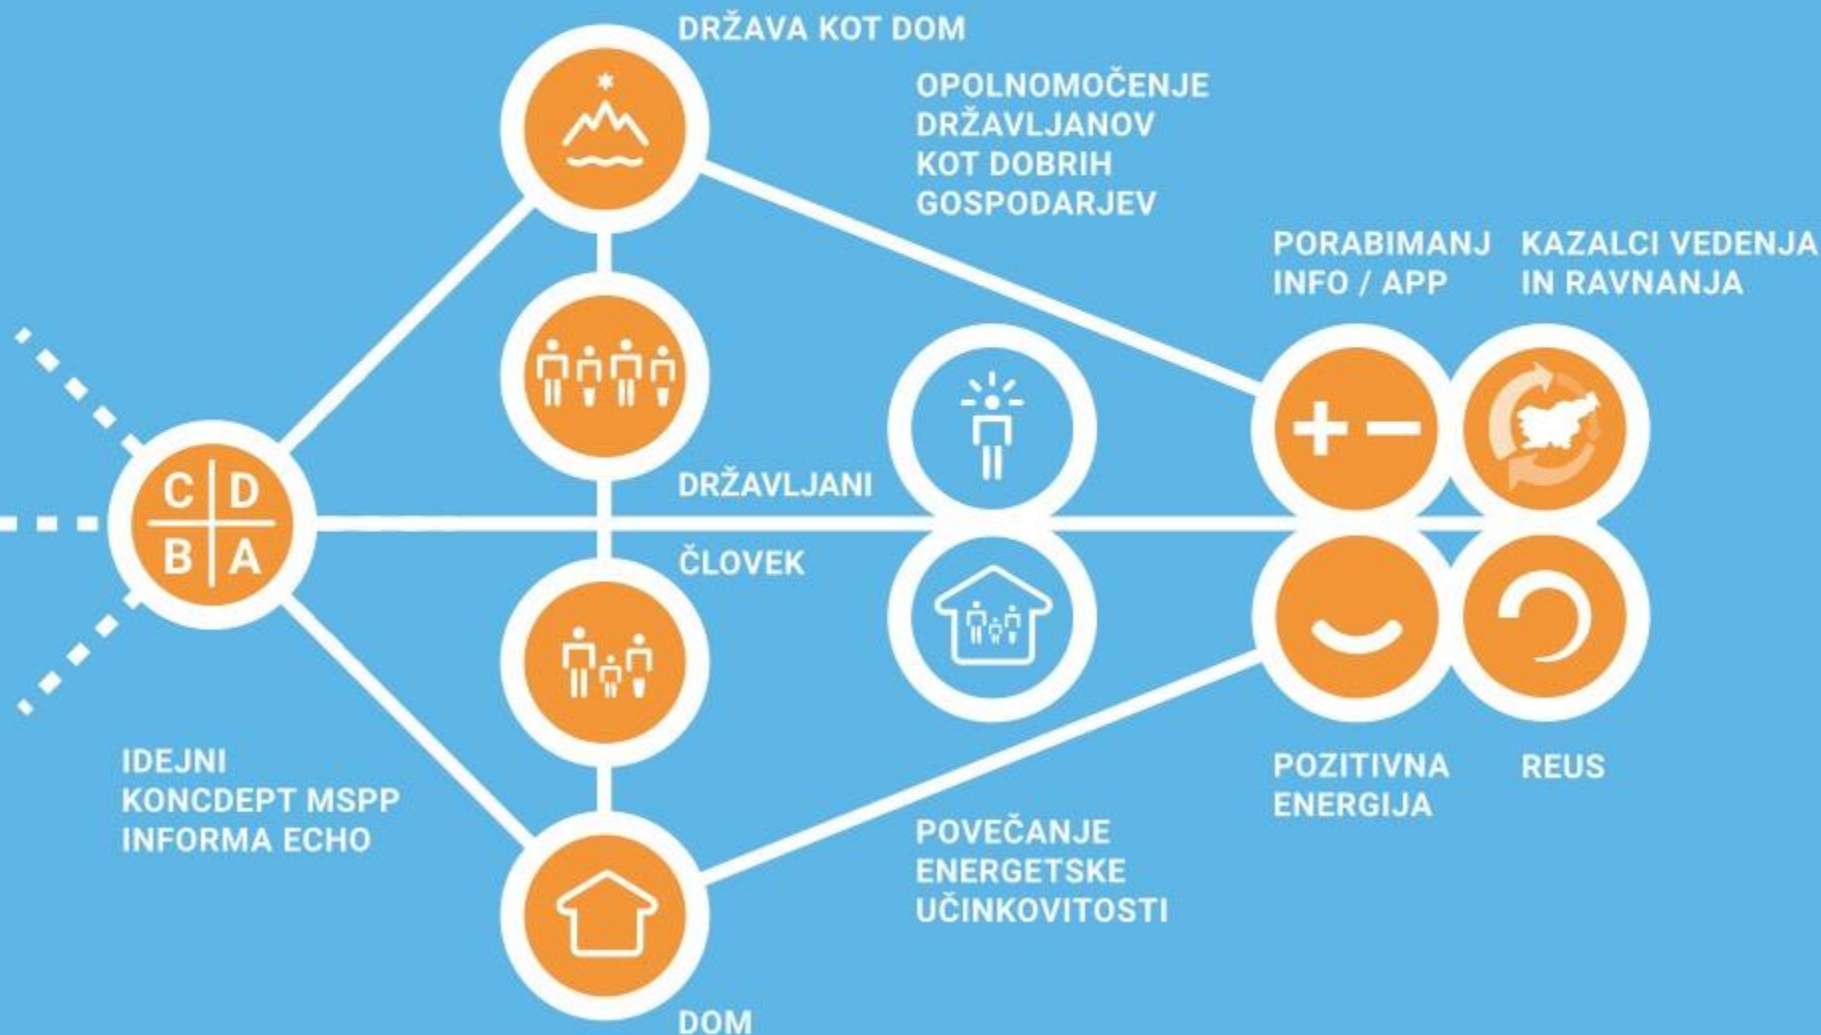 DRŽAVA KOT DOM
OPOLNOMOČENJE
DRŽAVLJANOV
KOT DOBRIH
GOSPODARJEV
PORABIMANJ
INFO / APP
KAZALCI VEDENJA
IN RAVNANJA
C D
B A
DRŽAVLJANI
ČLOVEK
IDEJNI
KONCDEPT MSPP
INFORMA ECHO
POVEČANJE
ENERGETSKE
UČINKOVITOSTI
POZITIVNA
ENERGIJA
REUS
DOM